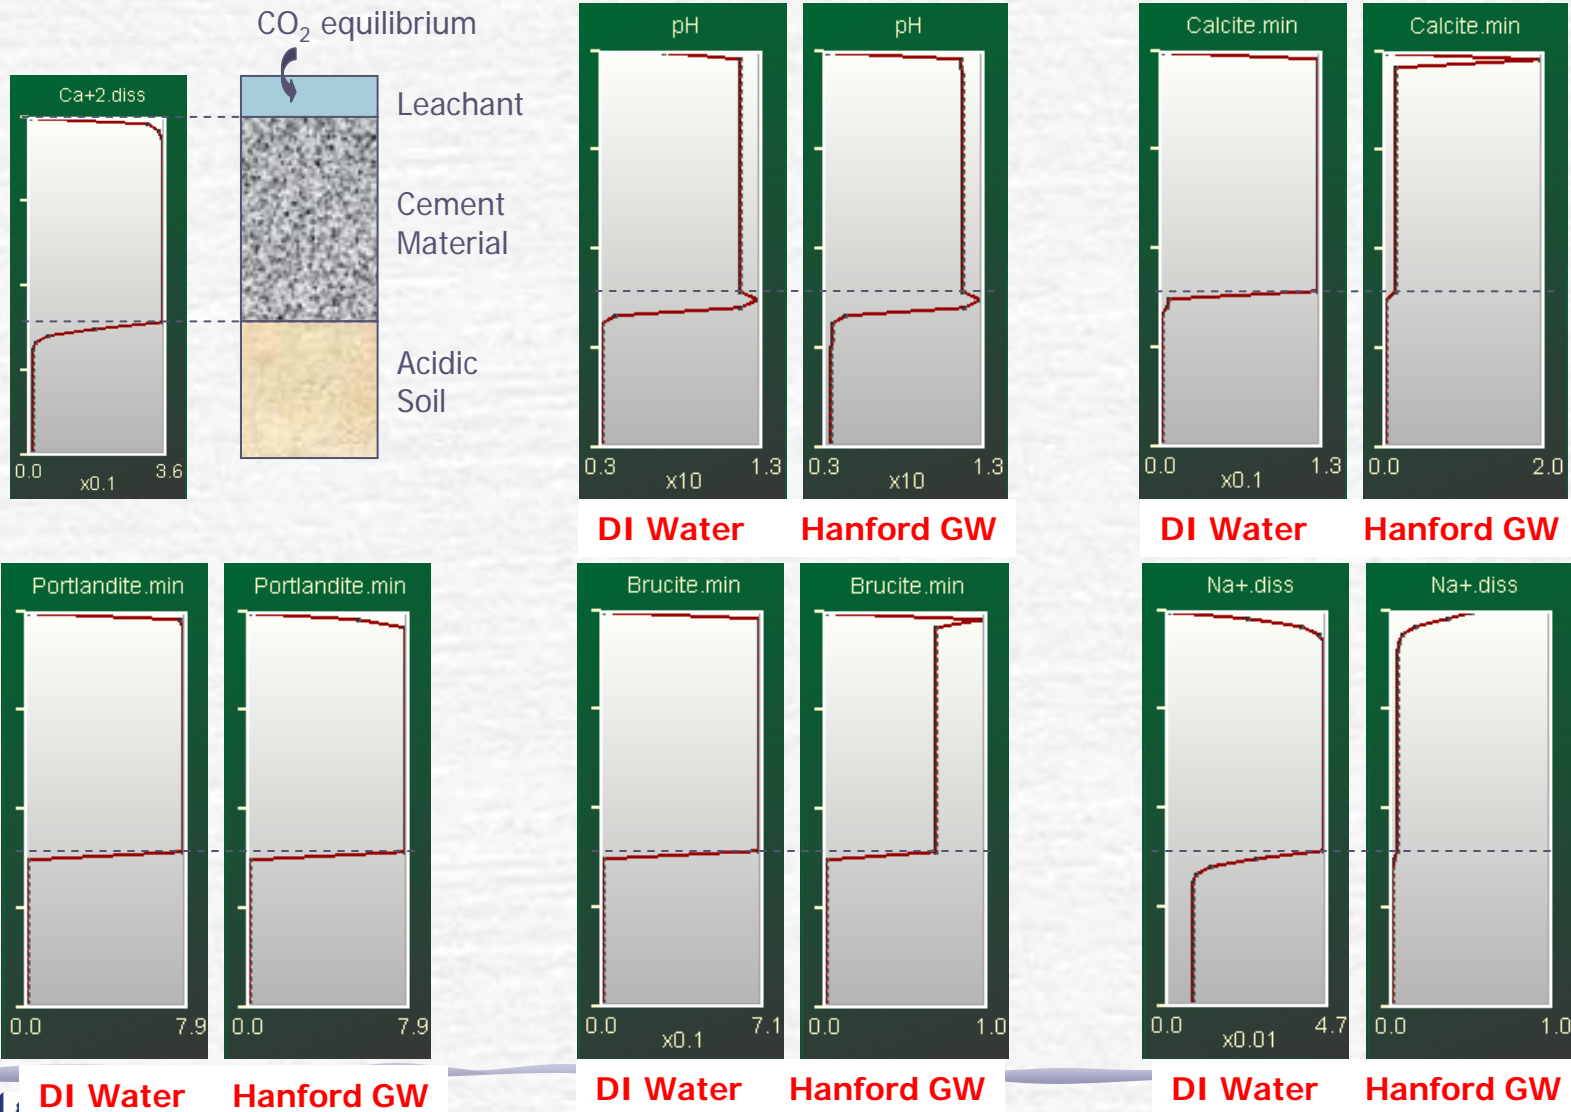 CO₂ equilibrium
Ca+2.diss
Leachant
Cement
Material
Acidic
Soil
0.0 3.6
x0.1
pH
0.3 1.3
x10
DI Water
pH
0.3 1.3
x10
Hanford GW
Calcite.min
0.0 1.3
x0.1
DI Water
Calcite.min
0.0 2.0
Hanford GW
Portlandite.min
0.0 7.9
DI Water
Portlandite.min
0.0 7.9
Hanford GW
Brucite.min
0.0 7.1
x0.1
DI Water
Brucite.min
0.0 1.0
Hanford GW
Na+.diss
0.0 4.7
x0.01
DI Water
Na+.diss
0.0 1.0
Hanford GW